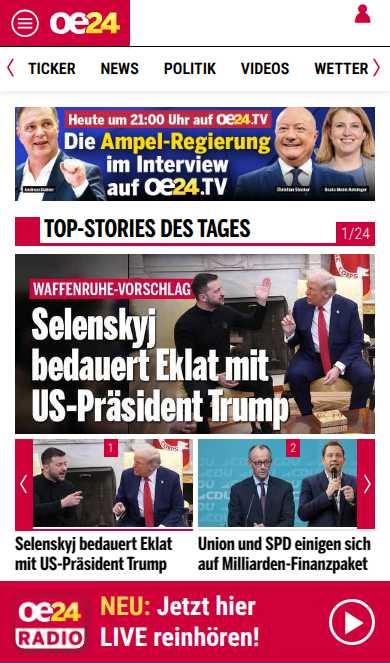 oe24
TICKER NEWS POLITIK VIDEOS WETTER
Heute um 21:00 Uhr auf oe24.TV
Die Ampel-Regierung
im Interview
auf oe24.TV
Andreas Babler
Christian Stocker
Beate Meinl-Reisinger
TOP-STORIES DES TAGES
1/24
WAFFENRUHE-VORSCHLAG
Selenskyj
bedauert Eklat mit
US-Präsident Trump
1
2
Selenskyj bedauert Eklat
mit US-Präsident Trump
Union und SPD einigen sich
auf Milliarden-Finanzpaket
oe24
RADIO
NEU: Jetzt hier
LIVE reinhören!